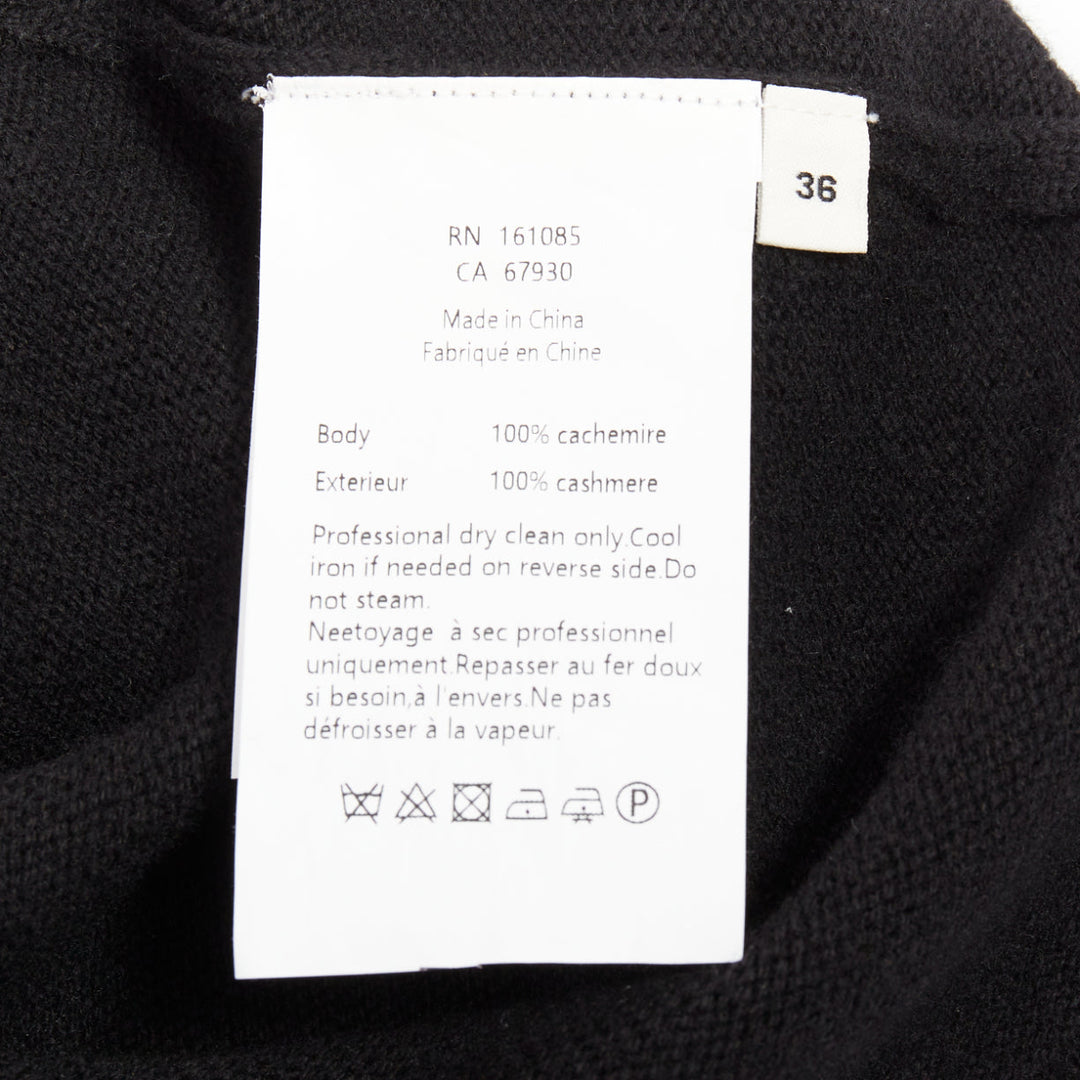 36
RN 161085
CA 67930
Made in China
Fabriqué en Chine
Body 100% cachemire
Exterieur 100% cashmere
Professional dry clean only.Cool
iron if needed on reverse side.Do
not steam.
Neetoyage à sec professionnel
uniquement.Repasser au fer doux
si besoin,à l'envers.Ne pas
défroisser à la vapeur.
P